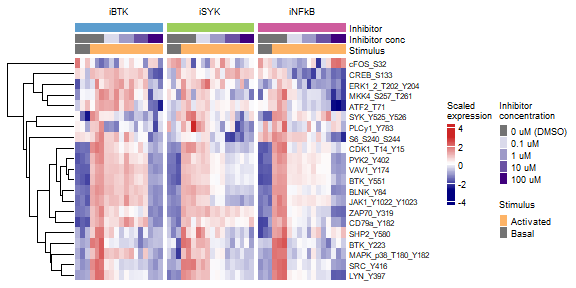 iBTK iSYK iNFkB
Inhibitor
Inhibitor conc
Stimulus
cFOS_S32
CREB_S133
ERK1_2_T202_Y204
MKK4_S257_T261
ATF2_T71
SYK_Y525_Y526
PLCy1_Y783
S6_S240_S244
CDK1_T14_Y15
PYK2_Y402
VAV1_Y174
BTK_Y551
BLNK_Y84
JAK1_Y1022_Y1023
ZAP70_Y319
CD79a_Y182
SHP2_Y580
BTK_Y223
MAPK_p38_T180_Y182
SRC_Y416
LYN_Y397
Scaled
expression
4
2
0
-2
-4
Inhibitor
concentration
0 uM (DMSO)
0.1 uM
1 uM
10 uM
100 uM
Stimulus
Activated
Basal